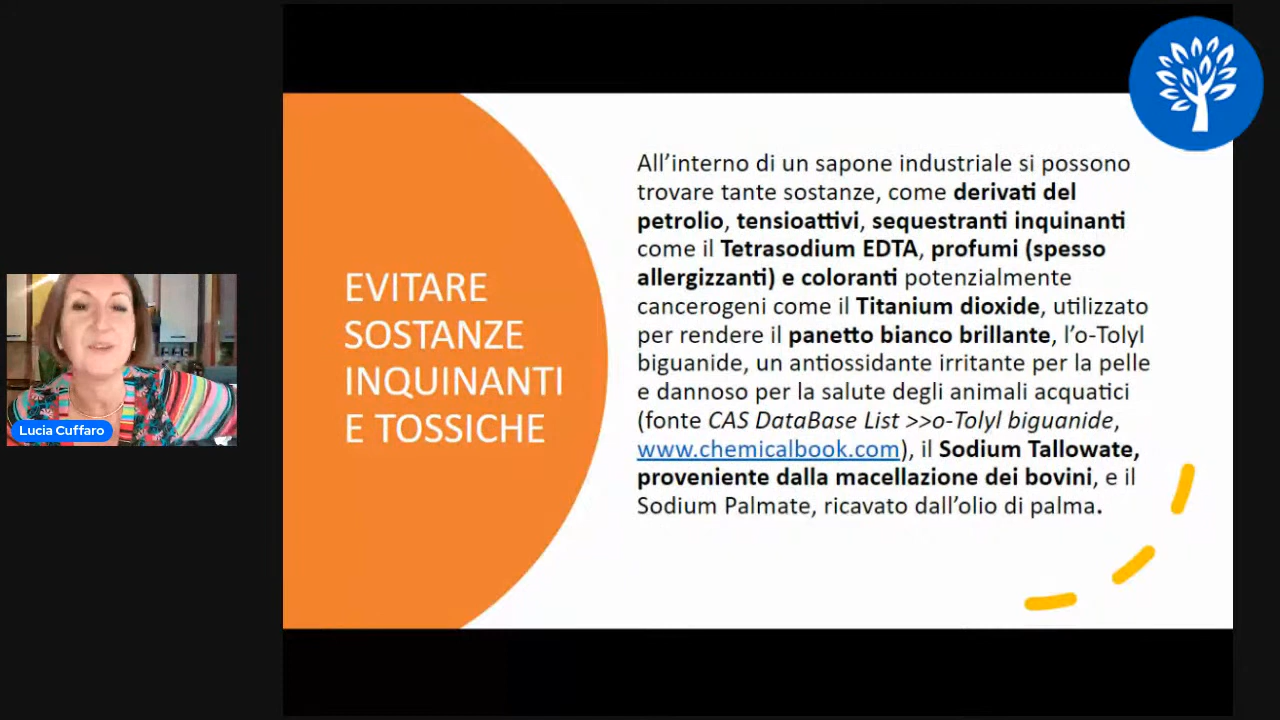 EVITARE
SOSTANZE
INQUINANTI
E TOSSICHE
All’interno di un sapone industriale si possono
trovare tante sostanze, come derivati del
petrolio, tensioattivi, sequestranti inquinanti
come il Tetrasodium EDTA, profumi (spesso
allergizzanti) e coloranti potenzialmente
cancerogeni come il Titanium dioxide, utilizzato
per rendere il panetto bianco brillante, l’o-Tolyl
biguanide, un antiossidante irritante per la pelle
e dannoso per la salute degli animali acquatici
(fonte CAS DataBase List >>o-Tolyl biguanide,
www.chemicalbook.com), il Sodium Tallowate,
proveniente dalla macellazione dei bovini, e il
Sodium Palmate, ricavato dall’olio di palma.
Lucia Cuffaro